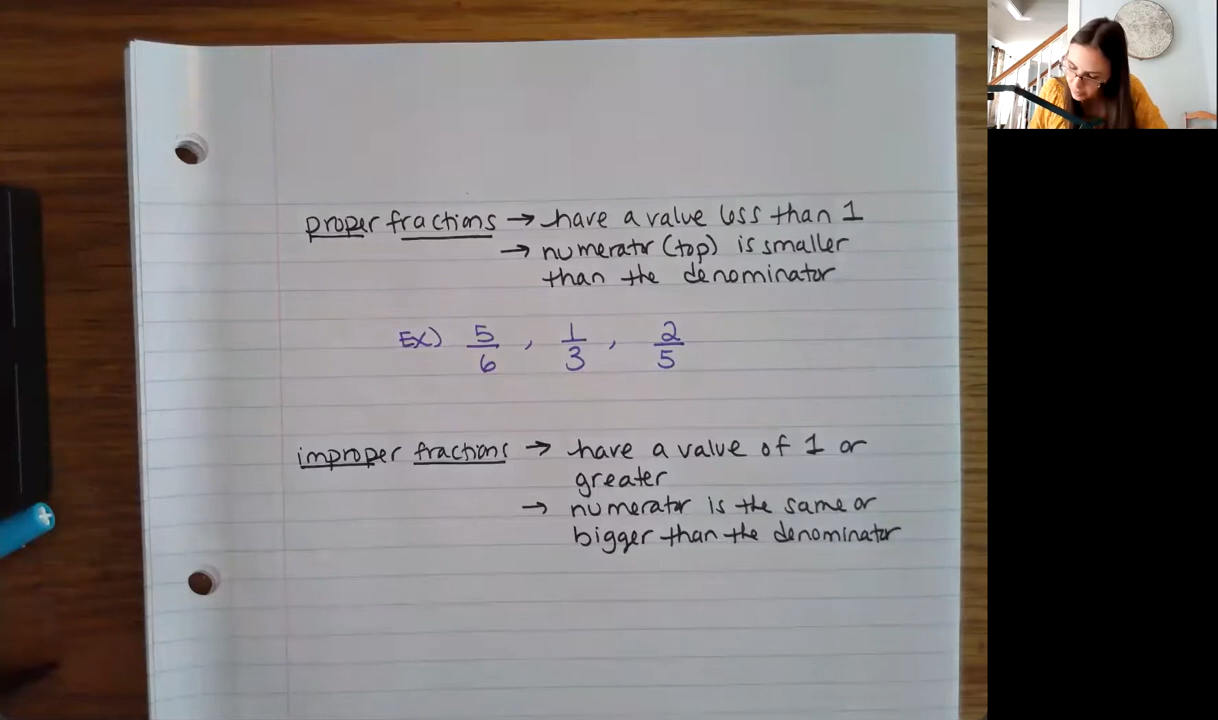 proper fractions → have a value less than 1
→ numerator (top) is smaller
than the denominator
Ex) 5/6 , 1/3 , 2/5
improper fractions → have a value of 1 or
greater
→ numerator is the same or
bigger than the denominator